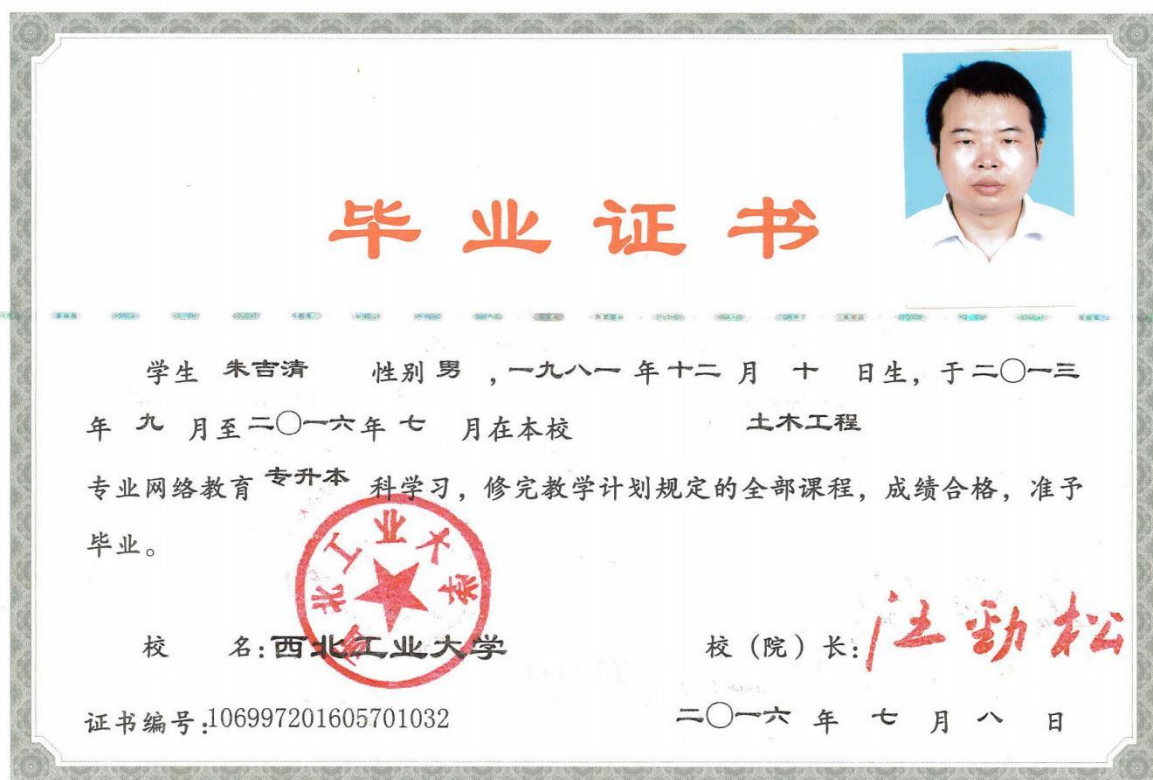 毕业证书
学生 朱吉清 性别 男 ,一九八一 年 十二 月 十 日生，于 二〇一三
年 九 月至 二〇一六 年 七 月在本校 土木工程
专业网络教育 专升本 科学习，修完教学计划规定的全部课程，成绩合格，准予
毕业。
西北工业大学
校 名:西北工业大学 校（院）长: 汪劲松
证书编号:106997201605701032 二〇一六 年 七 月 八 日